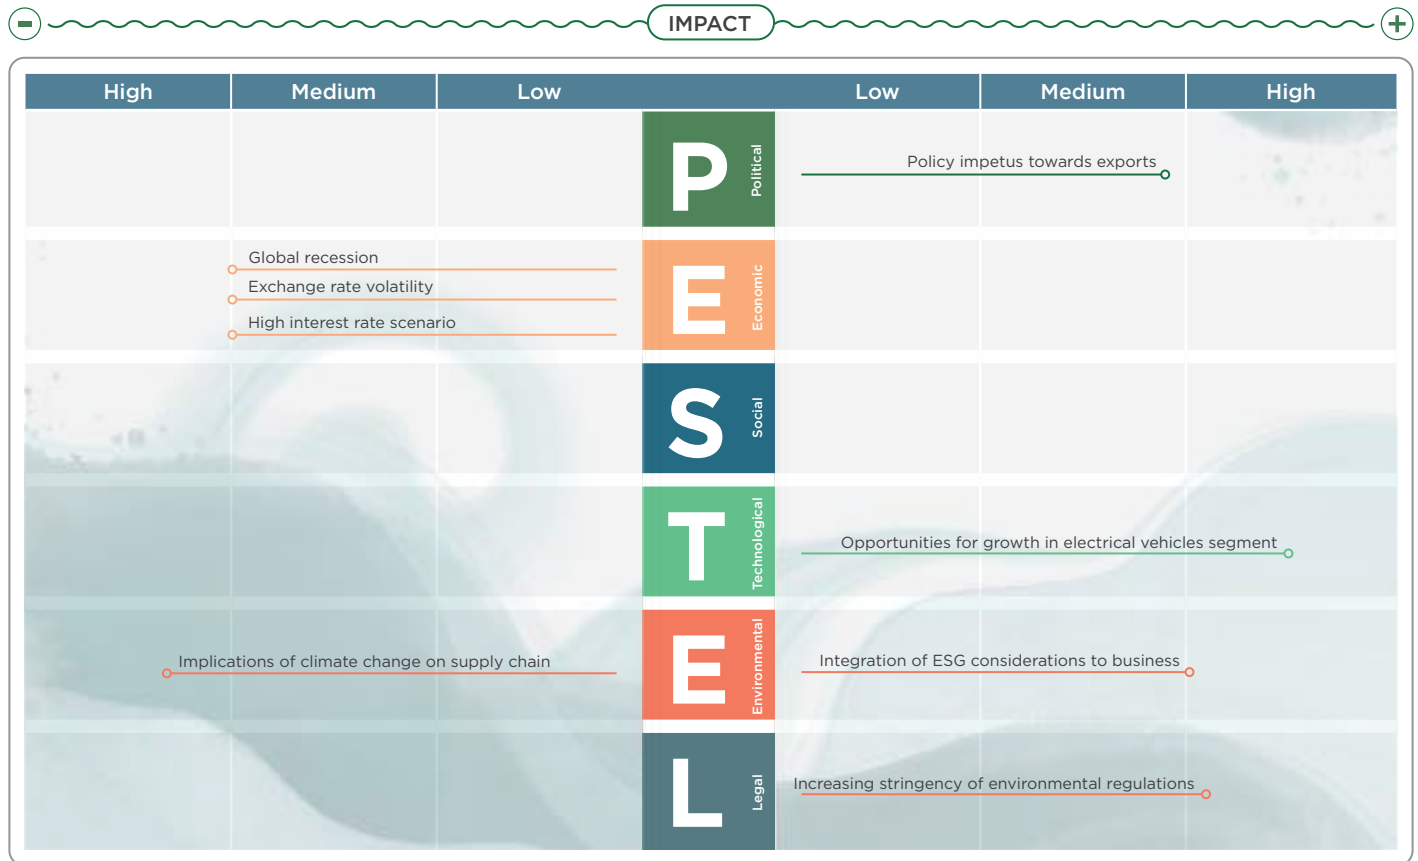 IMPACT
High
Medium
Low
Low
Medium
High
P
Political
Policy impetus towards exports
Global recession
Exchange rate volatility
High interest rate scenario
E
Economic
S
Social
T
Technological
Opportunities for growth in electrical vehicles segment
Implications of climate change on supply chain
E
Environmental
Integration of ESG considerations to business
L
Legal
Increasing stringency of environmental regulations